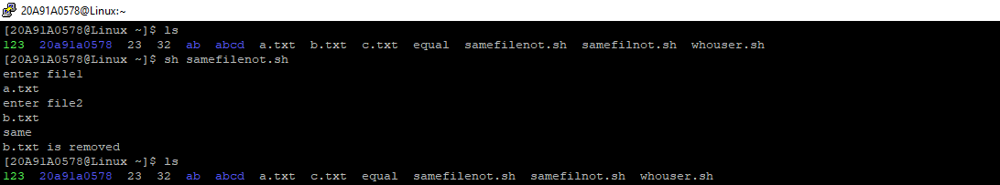 20A91A0578@Linux:~
[20A91A0578@Linux ~]$ ls
123 20a91a0578 23 32 ab abcd a.txt b.txt c.txt equal samefilenot.sh samefilnot.sh whouser.sh
[20A91A0578@Linux ~]$ sh samefilenot.sh
enter file1
a.txt
enter file2
b.txt
same
b.txt is removed
[20A91A0578@Linux ~]$ ls
123 20a91a0578 23 32 ab abcd a.txt c.txt equal samefilenot.sh samefilnot.sh whouser.sh